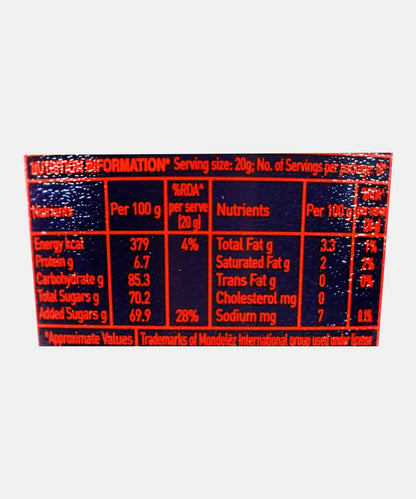 NUTRITION INFORMATION* Serving size: 20g; No. of Servings per package
Nutrients Per 100 g %RDA^ per serve (20 g) Nutrients Per 100 g
Energy kcal 379 4% Total Fat g 3.3 1%
Protein g 6.7 Saturated Fat g 2 2%
Carbohydrate g 85.3 Trans Fat g 0 0%
Total Sugars g 70.2 Cholesterol mg 0
Added Sugars g 69.9 28% Sodium mg 7 0.1%
*Approximate Values Trademarks of Mondelēz International group used under license